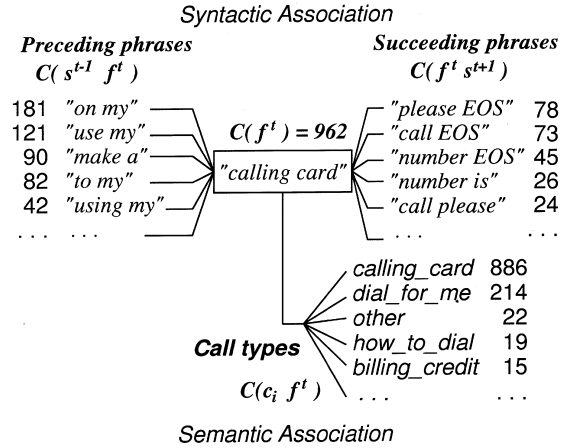 Syntactic Association
Preceding phrases
C( s^{t-1} f^t )
181 "on my"
121 "use my"
90 "make a"
82 "to my"
42 "using my"
. . . . . .
C( f^t ) = 962
"calling card"
Succeeding phrases
C( f^t s^{t+1} )
"please EOS" 78
"call EOS" 73
"number EOS" 45
"number is" 26
"call please" 24
. . . . . .
Call types
C(c_i f^t )
calling_card 886
dial_for_me 214
other 22
how_to_dial 19
billing_credit 15
. . . . . .
Semantic Association